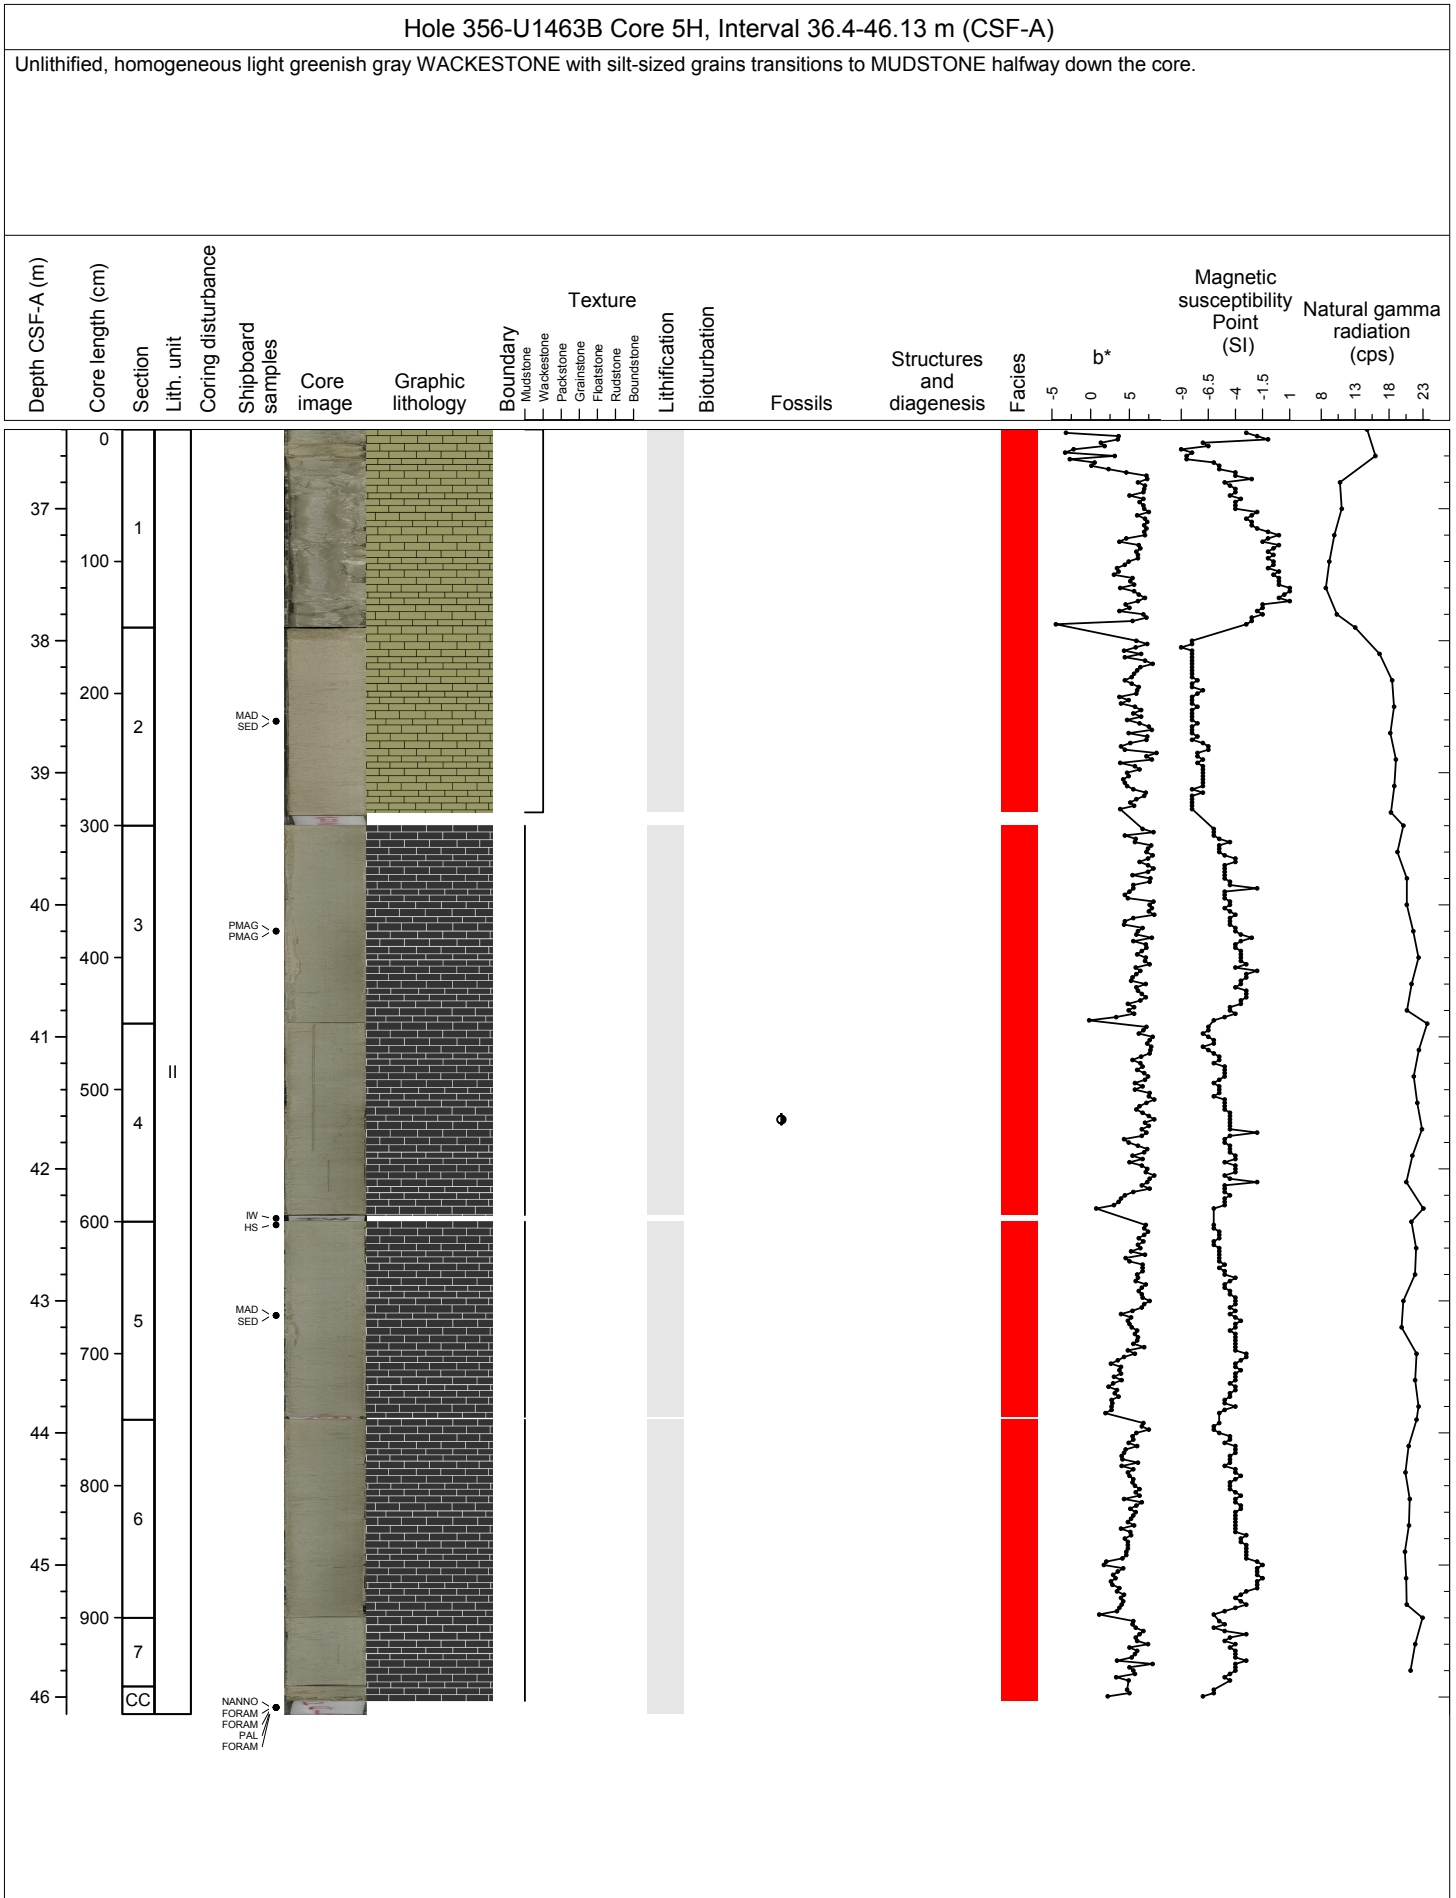 Hole 356-U1463B Core 5H, Interval 36.4-46.13 m (CSF-A)
Unlithified, homogeneous light greenish gray WACKESTONE with silt-sized grains transitions to MUDSTONE halfway down the core.
Depth CSF-A (m)
Core length (cm)
Section
Lith. unit
Coring disturbance
Shipboard
samples
Core
image
Graphic
lithology
Boundary
Texture
Mudstone
Wackestone
Packstone
Grainstone
Floatstone
Rudstone
Boundstone
Lithification
Bioturbation
Fossils
Structures
and
diagenesis
Facies
b*
-5 0 5
Magnetic
susceptibility
Point
(SI)
-9 -6.5 -4 -1.5 1
Natural gamma
radiation
(cps)
8 13 18 23
0
37
1
100
38
200
MAD
SED
2
39
300
40
3
PMAG
PMAG
400
41
II
500
4
42
IW
600
HS
43
MAD
SED
5
700
44
800
6
45
900
7
46
CC
NANNO
FORAM
FORAM
PAL
FORAM